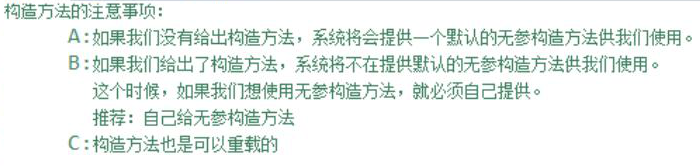 构造方法的注意事项:
A:如果我们没有给出构造方法，系统将会提供一个默认的无参构造方法供我们使用。
B:如果我们给出了构造方法，系统将不在提供默认的无参构造方法供我们使用。
这个时候，如果我们想使用无参构造方法，就必须自己提供。
推荐: 自己给无参构造方法
C:构造方法也是可以重载的